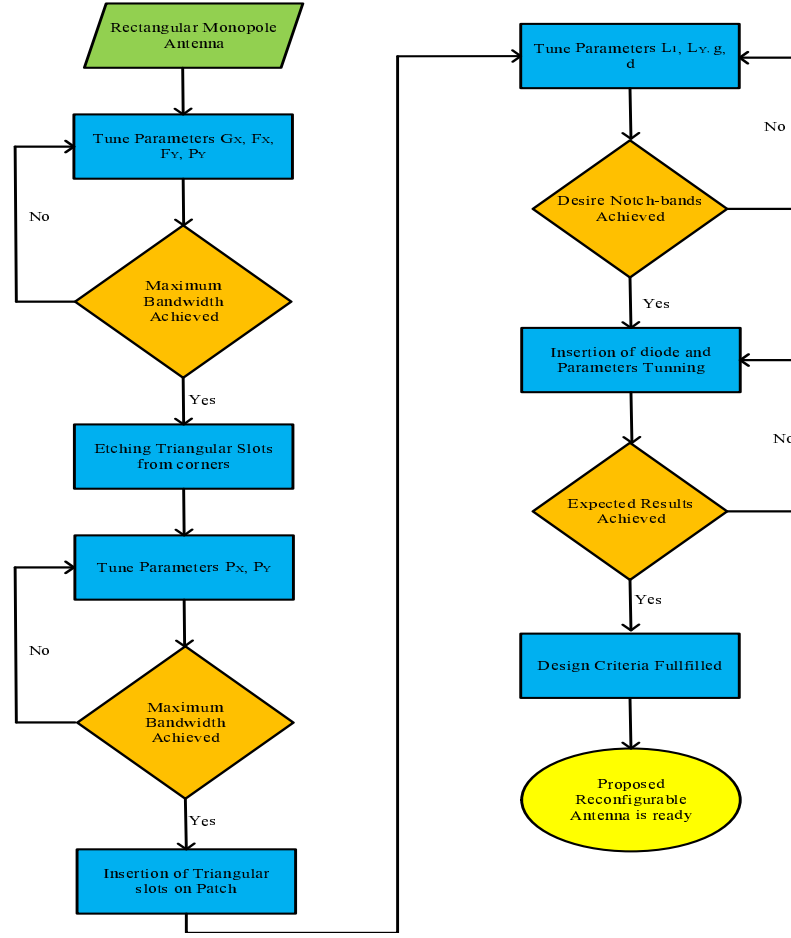 Rectangular Monopole
Antenna
Tune Parameters GX, FX,
FY, PY
No
Maximum
Bandwidth
Achieved
Yes
Etching Triangular Slots
from corners
Tune Parameters PX, PY
No
Maximum
Bandwidth
Achieved
Yes
Insertion of Triangular
slots on Patch
Tune Parameters L1, LY, g,
d
No
Desire Notch-bands
Achieved
Yes
Insertion of diode and
Parameters Tunning
No
Expected Results
Achieved
Yes
Design Criteria Fullfilled
Proposed
Reconfigurable
Antenna is ready